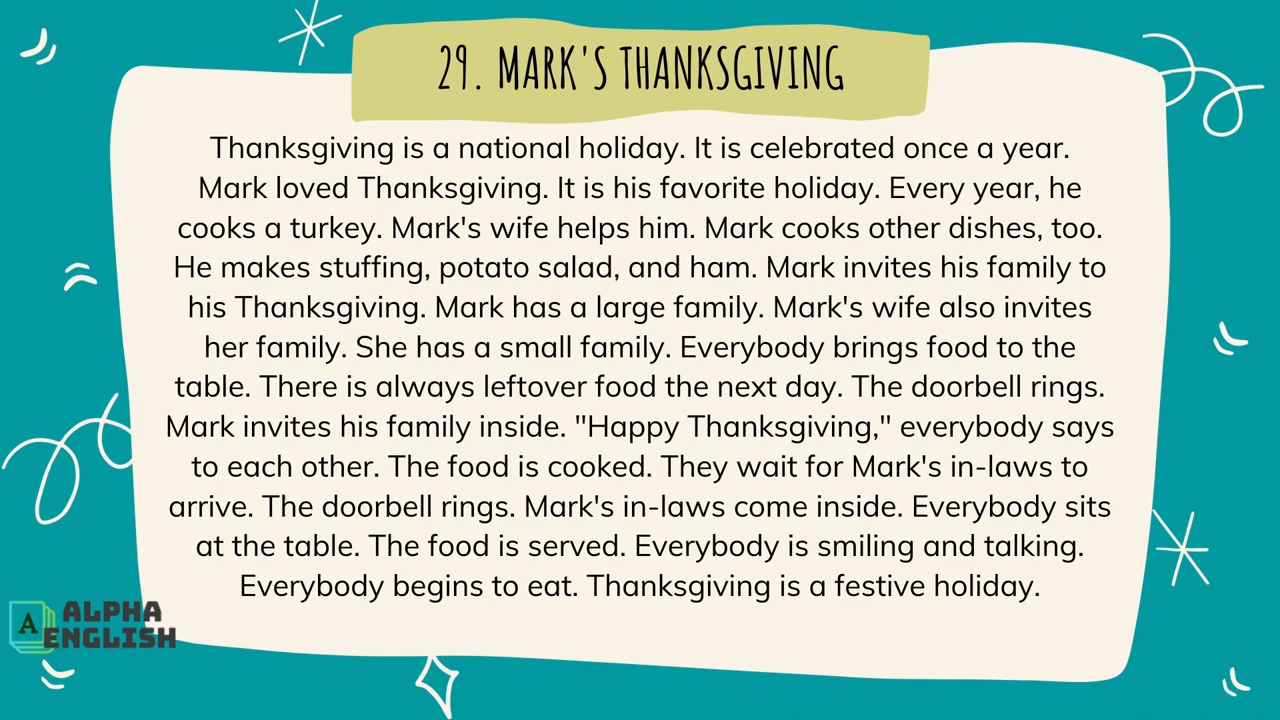 29. MARK'S THANKSGIVING
Thanksgiving is a national holiday. It is celebrated once a year.
Mark loved Thanksgiving. It is his favorite holiday. Every year, he
cooks a turkey. Mark's wife helps him. Mark cooks other dishes, too.
He makes stuffing, potato salad, and ham. Mark invites his family to
his Thanksgiving. Mark has a large family. Mark's wife also invites
her family. She has a small family. Everybody brings food to the
table. There is always leftover food the next day. The doorbell rings.
Mark invites his family inside. "Happy Thanksgiving," everybody says
to each other. The food is cooked. They wait for Mark's in-laws to
arrive. The doorbell rings. Mark's in-laws come inside. Everybody sits
at the table. The food is served. Everybody is smiling and talking.
Everybody begins to eat. Thanksgiving is a festive holiday.
A
ALPHA
ENGLISH